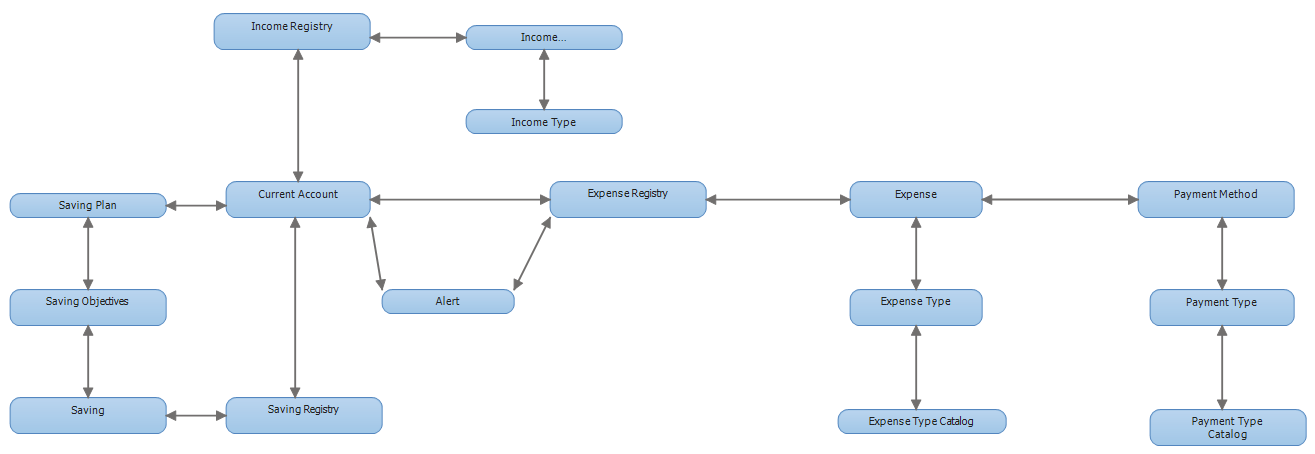 Income Registry
Income...
Income Type
Current Account
Expense Registry
Expense
Payment Method
Saving Plan
Saving Objectives
Alert
Expense Type
Payment Type
Saving
Saving Registry
Expense Type Catalog
Payment Type
Catalog